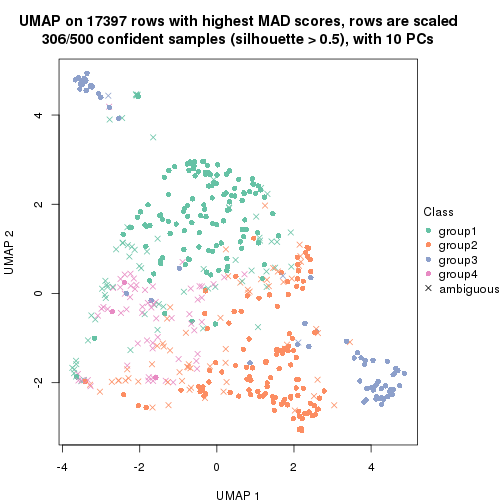 UMAP on 17397 rows with highest MAD scores, rows are scaled
306/500 confident samples (silhouette > 0.5), with 10 PCs
4
2
0
-2
UMAP 2
-4
-2
0
2
4
UMAP 1
Class
group1
group2
group3
group4
ambiguous